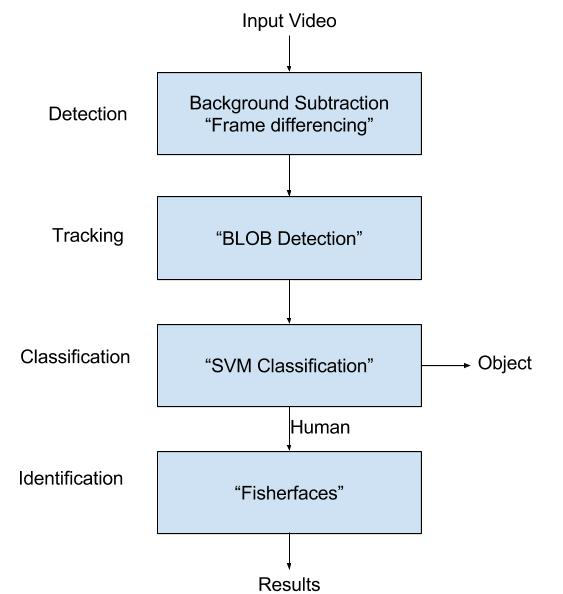 Input Video
Detection
Background Subtraction
“Frame differencing”
Tracking
“BLOB Detection”
Classification
“SVM Classification”
Object
Human
Identification
“Fisherfaces”
Results